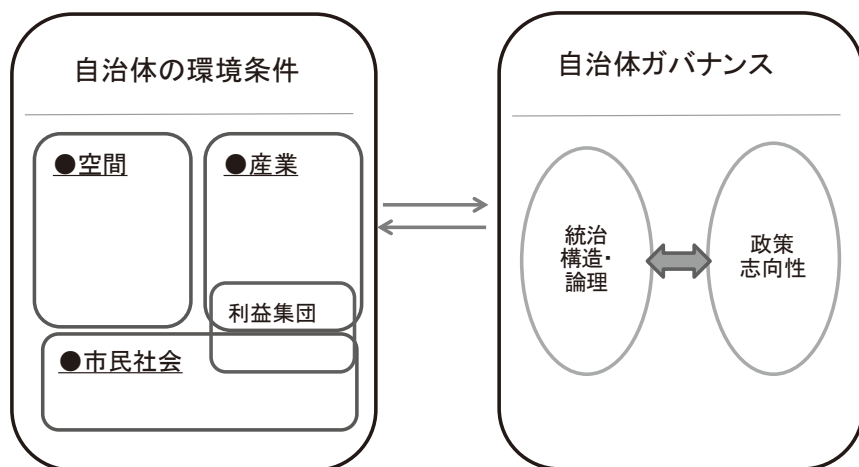 自治体の環境条件
●空間
●産業
利益集団
●市民社会
自治体ガバナンス
統治
構造・
論理
政策
志向性